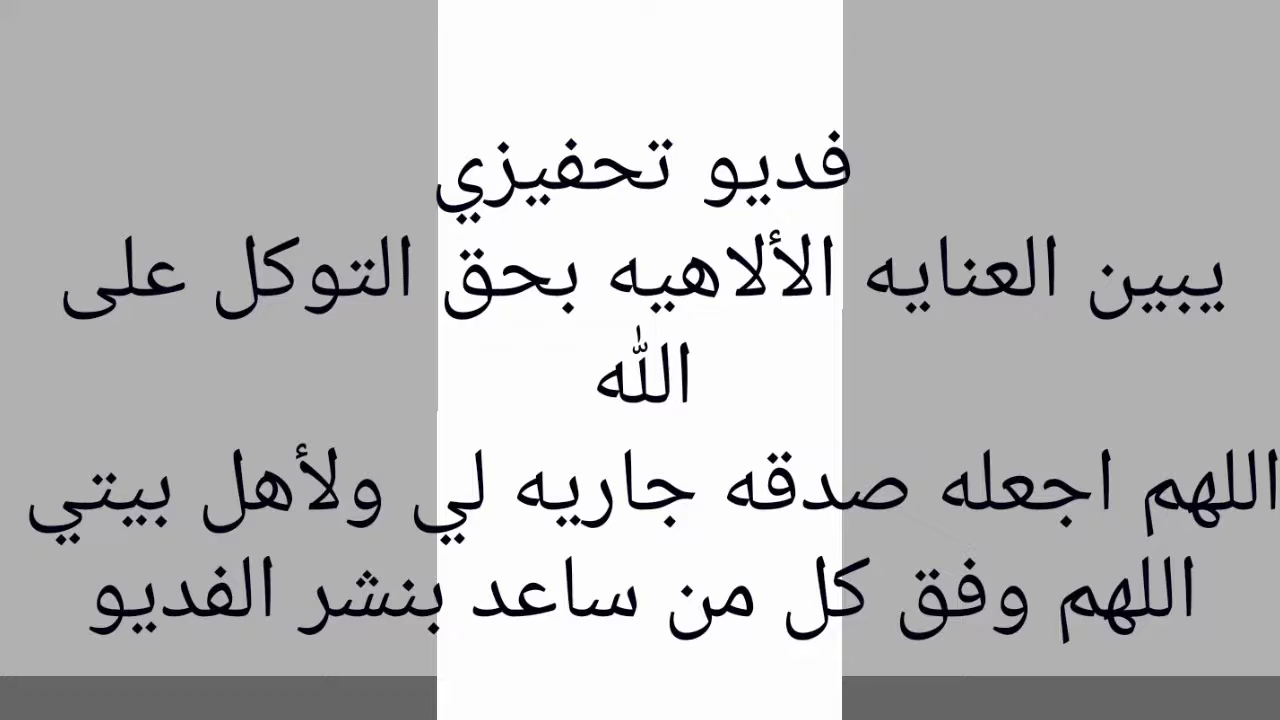 فديو تحفيزي
يبين العنايه الألاهيه بحق التوكل على
الله
اللهم اجعله صدقه جاريه لي ولأهل بيتي
اللهم وفق كل من ساعد بنشر الفديو